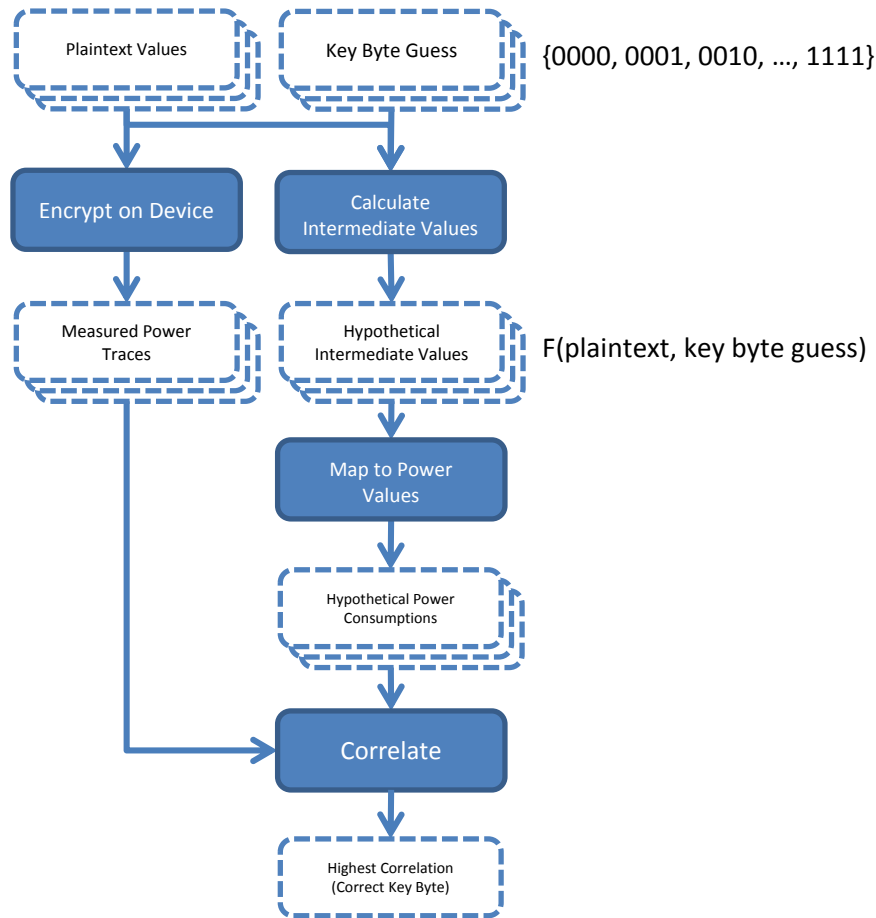 Plaintext Values
Key Byte Guess
{0000, 0001, 0010, …, 1111}
Encrypt on Device
Calculate
Intermediate Values
Measured Power
Traces
Hypothetical
Intermediate Values
F(plaintext, key byte guess)
Map to Power
Values
Hypothetical Power
Consumptions
Correlate
Highest Correlation
(Correct Key Byte)